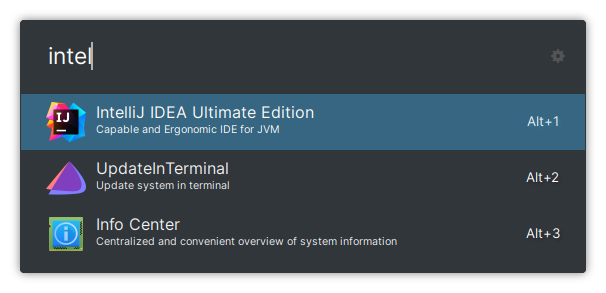 intel
IntelliJ IDEA Ultimate Edition
Capable and Ergonomic IDE for JVM
Alt+1
IJ
UpdateInTerminal
Update system in terminal
Alt+2
Info Center
Centralized and convenient overview of system information
Alt+3